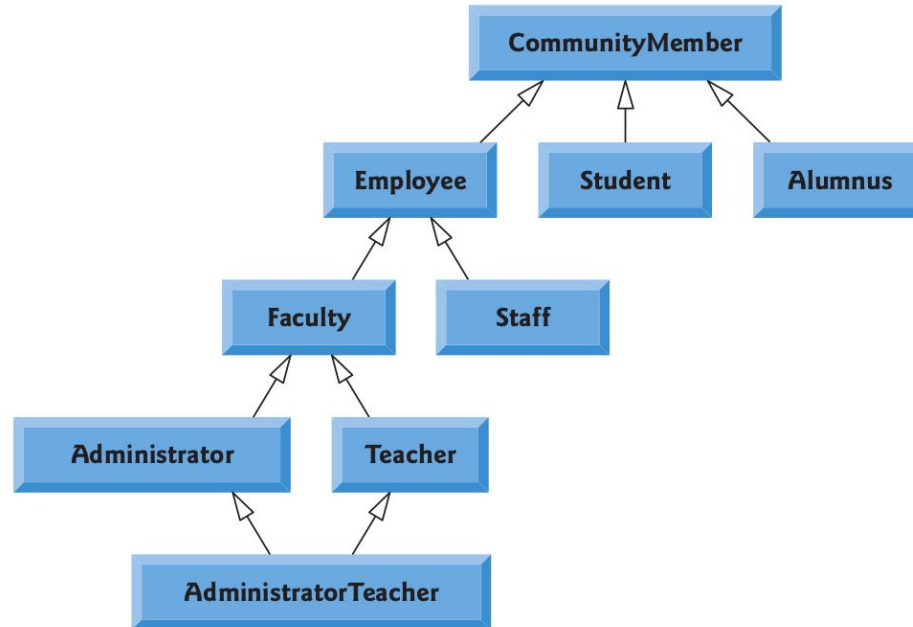 CommunityMember
Employee
Student
Alumnus
Faculty
Staff
Administrator
Teacher
AdministratorTeacher